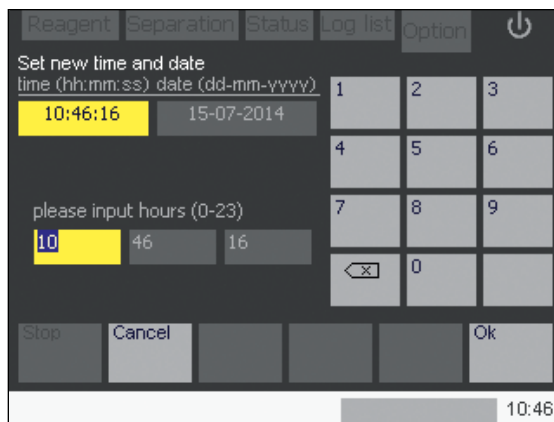 Reagent Separation Status Log list Option
Set new time and date
time (hh:mm:ss) date (dd-mm-yyyy)
10:46:16 15-07-2014
1 2 3
4 5 6
please input hours (0-23)
7 8 9
10 46 16
0
Stop Cancel Ok
10:46